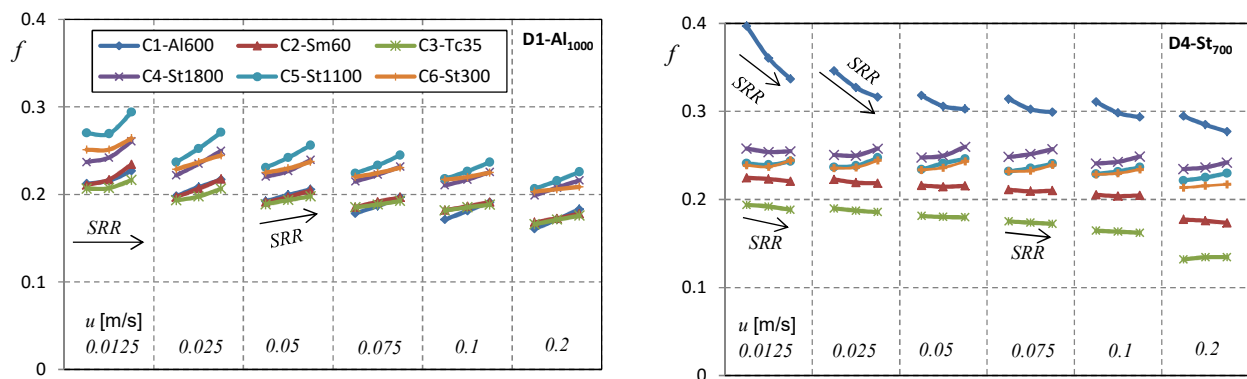 0.4
f
0.3
0.2
0.1
0
C1-Al600 C2-Sm60 C3-Tc35
C4-St1800 C5-St1100 C6-St300
D1-Al1000
SRR
SRR
u [m/s]
0.0125 0.025 0.05 0.075 0.1 0.2
0.4
f
0.3
0.2
0.1
0
D4-St700
SRR
SRR
SRR
SRR
u [m/s]
0.0125 0.025 0.05 0.075 0.1 0.2